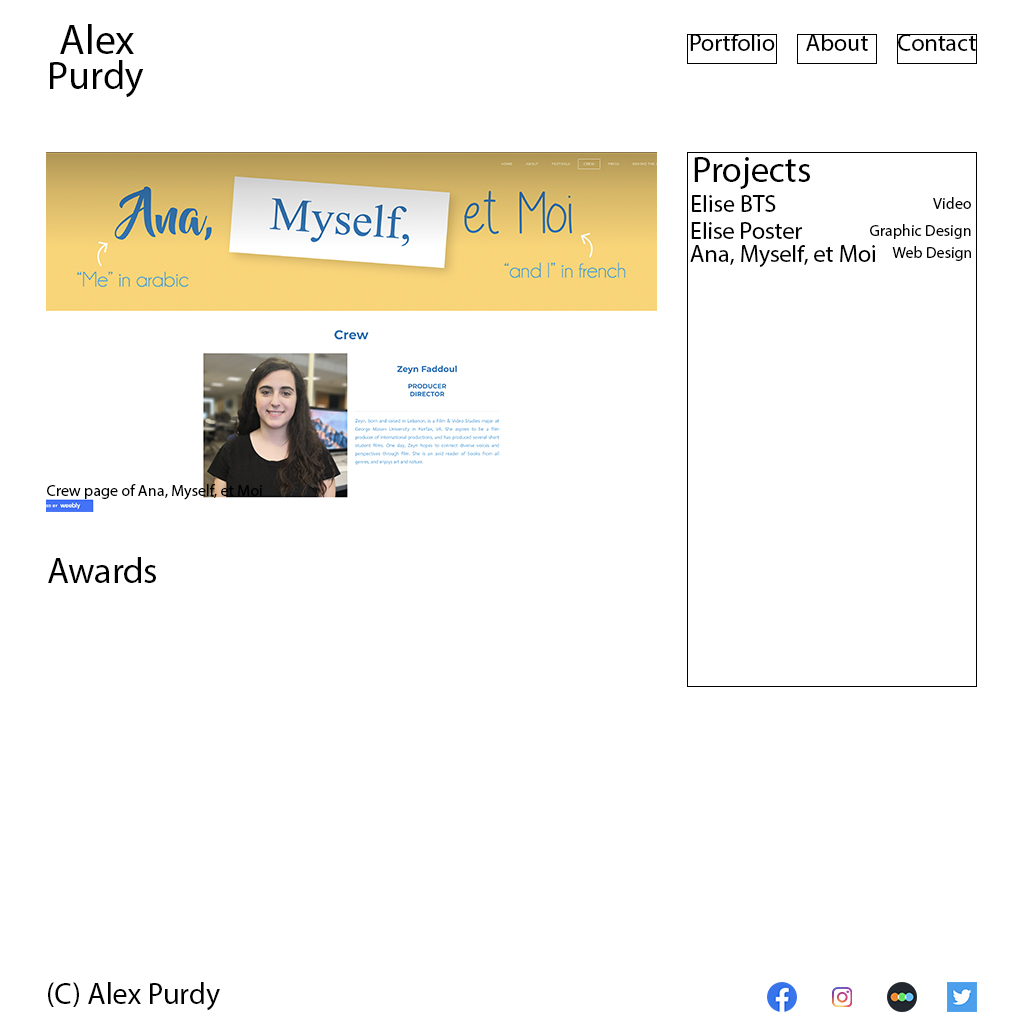 Alex
Purdy
Portfolio
About
Contact
HOME
ABOUT
FESTIVALS
CREW
PRESS
Ana,
Myself,
et Moi
"Me" in arabic
"and I" in french
Crew
Zeyn Faddoul
PRODUCER
DIRECTOR
Zeyn, born and raised in Lebanon, is a Film & Video Studies major at
George Mason University in Fairfax, VA. She aspires to be a film
producer of international productions, and has produced several short
student films. One day, Zeyn hopes to connect diverse voices and
perspectives through film. She is an avid reader of books from all
genres, and enjoys art and nature.
Crew page of Ana, Myself, et Moi
weebly
Projects
Elise BTS
Video
Elise Poster
Graphic Design
Ana, Myself, et Moi
Web Design
Awards
(C) Alex Purdy